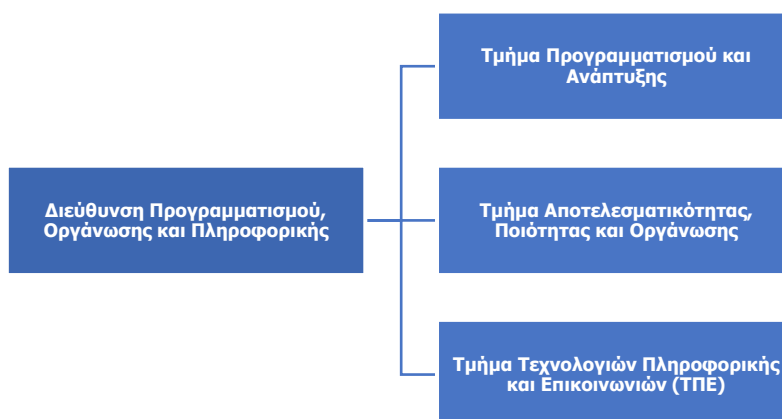 Τμήμα Προγραμματισμού και
Ανάπτυξης
Διεύθυνση Προγραμματισμού,
Οργάνωσης και Πληροφορικής
Τμήμα Αποτελεσματικότητας,
Ποιότητας και Οργάνωσης
Τμήμα Τεχνολογιών Πληροφορικής
και Επικοινωνιών (ΤΠΕ)